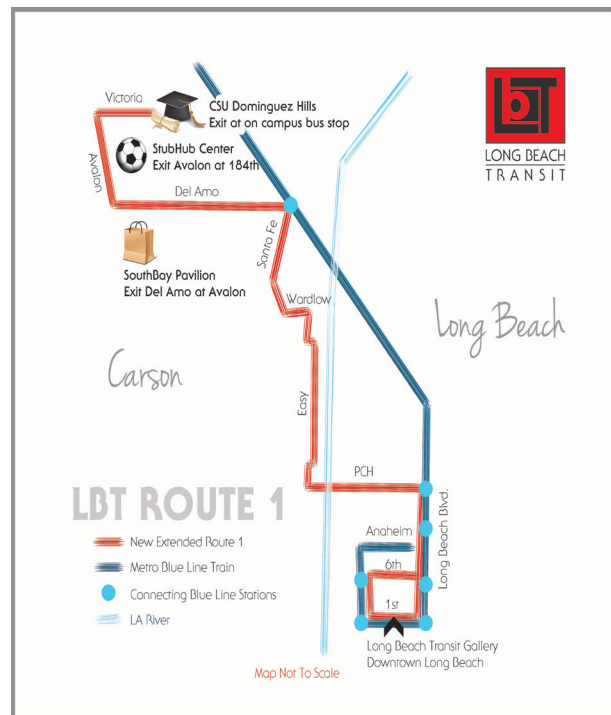 Victoria
CSU Dominguez Hills
Exit at on campus bus stop
StubHub Center
Exit Avalon at 184th
Avalon
Del Amo
LbT
LONG BEACH
TRANSIT
Santa Fe
SouthBay Pavilion
Exit Del Amo at Avalon
Wardlow
Long Beach
Carson
Easy
PCH
LBT ROUTE 1
Long Beach Blvd.
Anaheim
6th
1st
New Extended Route 1
Metro Blue Line Train
Connecting Blue Line Stations
LA River
Long Beach Transit Gallery
Downtown Long Beach
Map Not To Scale